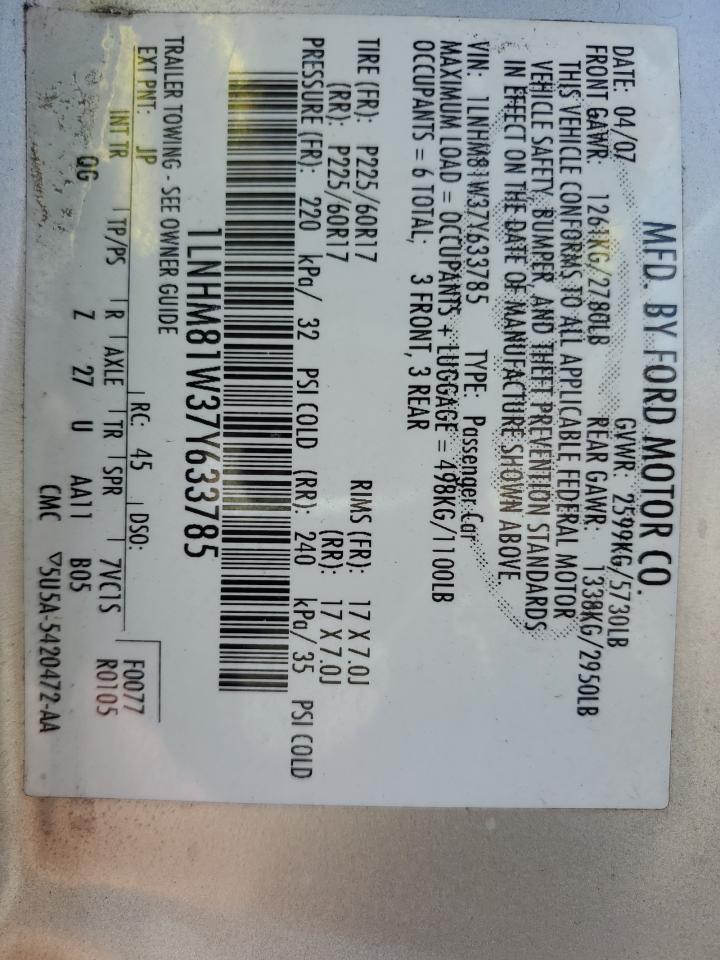 MFD. BY FORD MOTOR CO.
DATE: 04/07 GVWR: 2599KG/5730LB
FRONT GAWR: 1261KG/2780LB REAR GAWR: 1338KG/2950LB
THIS VEHICLE CONFORMS TO ALL APPLICABLE FEDERAL MOTOR
VEHICLE SAFETY, BUMPER, AND THEFT PREVENTION STANDARDS
IN EFFECT ON THE DATE OF MANUFACTURE SHOWN ABOVE.
VIN: 1LNHM81W37Y633785 TYPE: Passenger Car
MAXIMUM LOAD = OCCUPANTS + LUGGAGE = 498KG/1100LB
OCCUPANTS = 6 TOTAL; 3 FRONT, 3 REAR
TIRE (FR): P225/60R17 RIMS (FR): 17 X 7.0J
(RR): P225/60R17 (RR): 17 X 7.0J
PRESSURE (FR): 220 kPa/ 32 PSI COLD (RR): 240 kPa/ 35 PSI COLD
1LNHM81W37Y633785
TRAILER TOWING - SEE OWNER GUIDE
EXT PNT: JP RC: 45 DSO: F0077
INT TR TP/PS R AXLE TR SPR 7VC1S R0105
QG Z 27 U AA11 B05
CMC ▽5U5A-5420472-AA